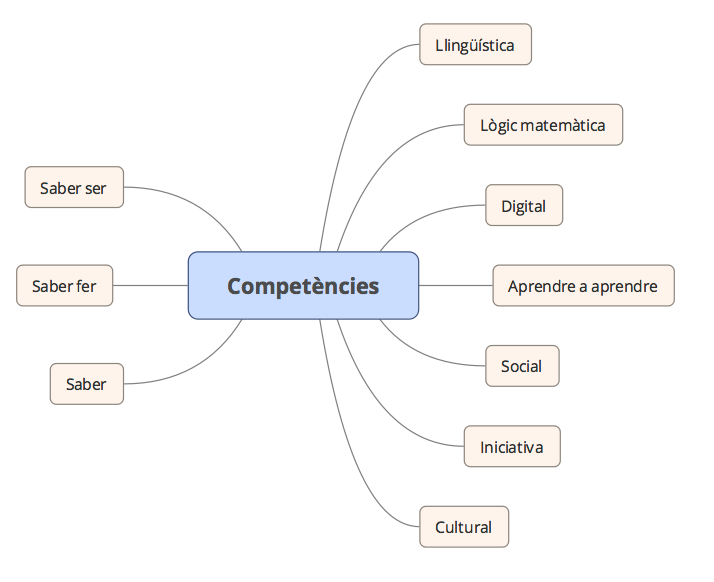 Competències
Llingüística
Lògic matemàtica
Digital
Aprendre a aprendre
Social
Iniciativa
Cultural
Saber ser
Saber fer
Saber